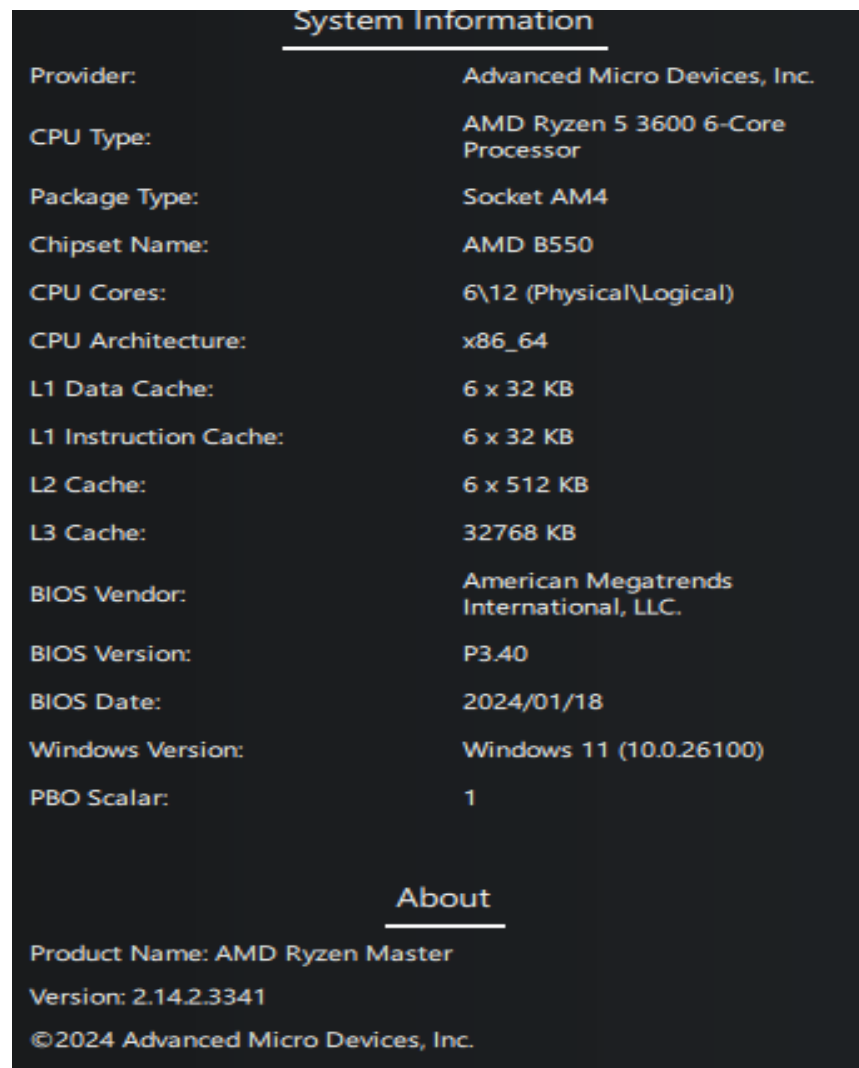 System Information
Provider: Advanced Micro Devices, Inc.
CPU Type: AMD Ryzen 5 3600 6-Core
Processor
Package Type: Socket AM4
Chipset Name: AMD B550
CPU Cores: 6\12 (Physical\Logical)
CPU Architecture: x86_64
L1 Data Cache: 6 x 32 KB
L1 Instruction Cache: 6 x 32 KB
L2 Cache: 6 x 512 KB
L3 Cache: 32768 KB
BIOS Vendor: American Megatrends
International, LLC.
BIOS Version: P3.40
BIOS Date: 2024/01/18
Windows Version: Windows 11 (10.0.26100)
PBO Scalar: 1
About
Product Name: AMD Ryzen Master
Version: 2.14.2.3341
©2024 Advanced Micro Devices, Inc.